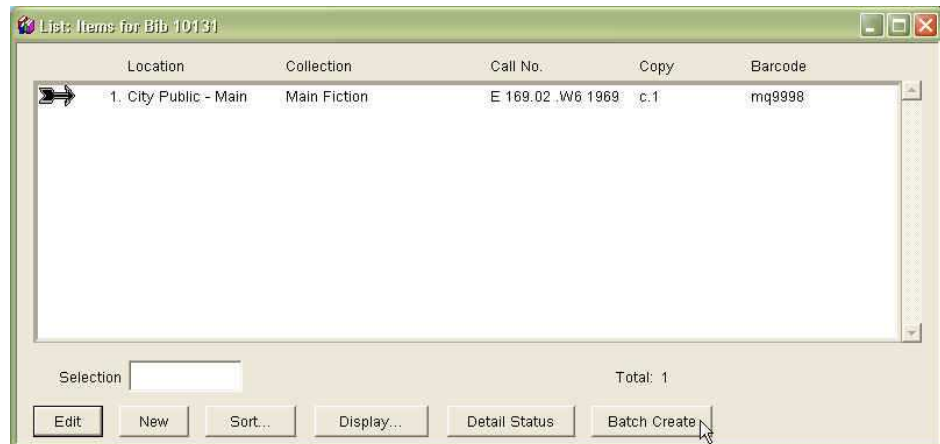 List: Items for Bib 10131
Location Collection Call No. Copy Barcode
1. City Public - Main Main Fiction E 169.02 .W6 1969 c.1 mq9998
Selection Total: 1
Edit New Sort... Display... Detail Status Batch Create